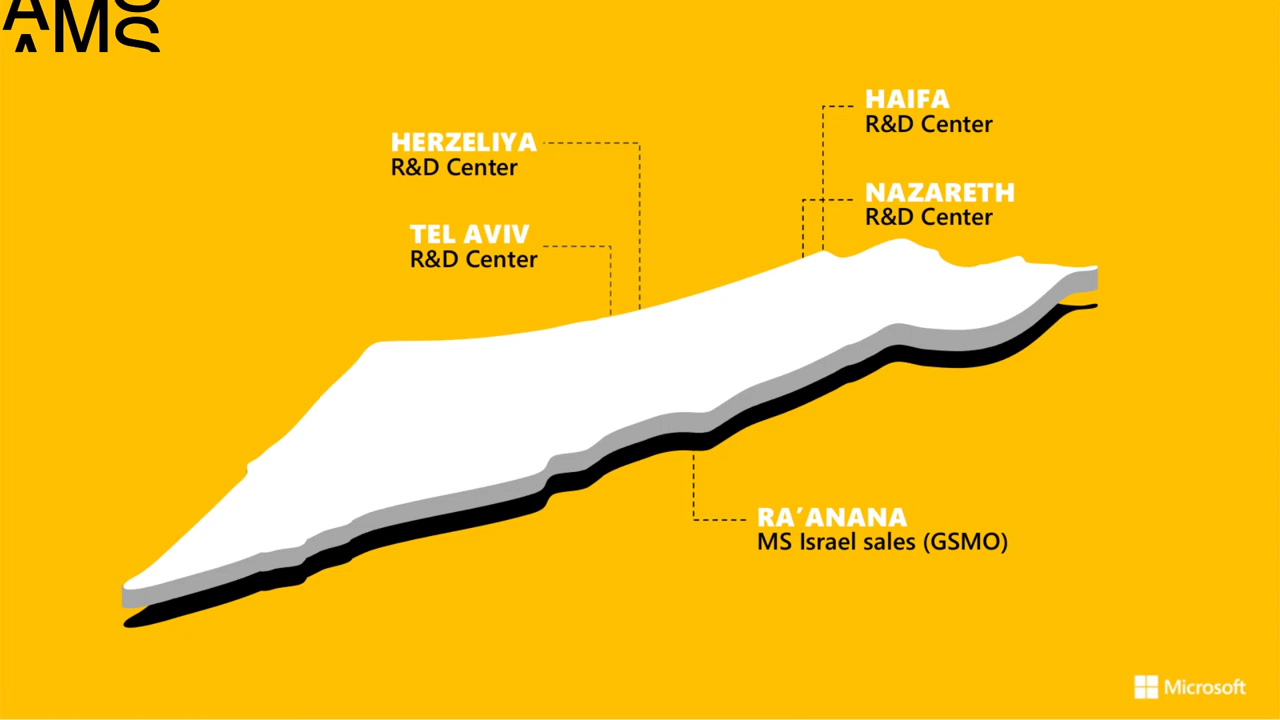 HERZELIYA
R&D Center
TEL AVIV
R&D Center
HAIFA
R&D Center
NAZARETH
R&D Center
RA’ANANA
MS Israel sales (GSMO)
Microsoft